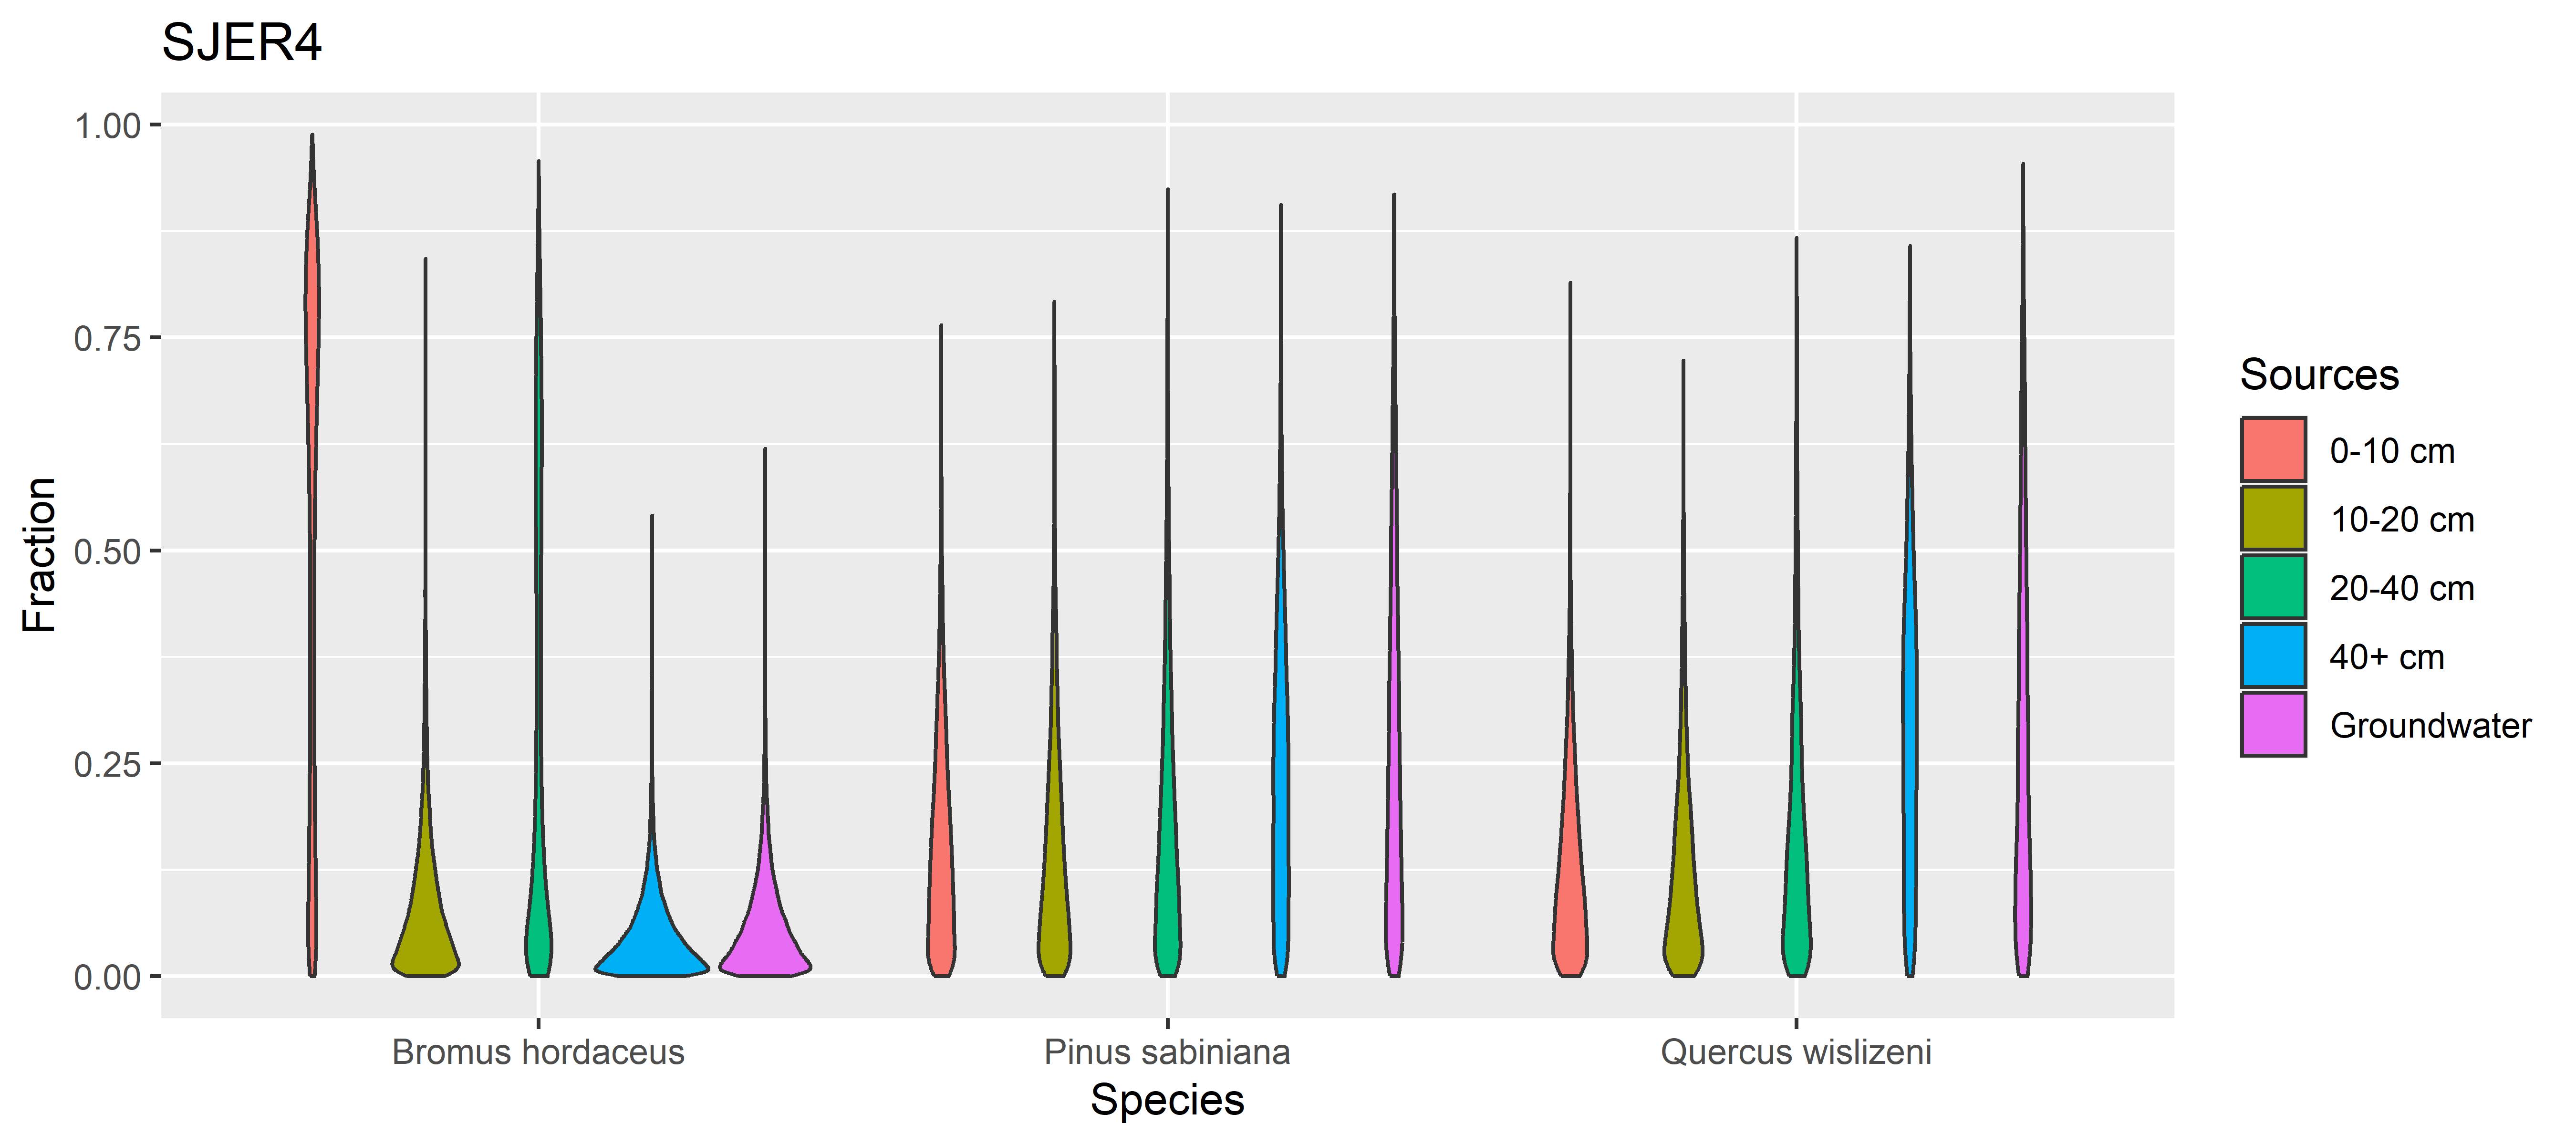 SJER4
1.00
0.75
0.50
0.25
0.00
Fraction
Bromus hordaceus
Pinus sabiniana
Quercus wislizeni
Species
Sources
0-10 cm
10-20 cm
20-40 cm
40+ cm
Groundwater